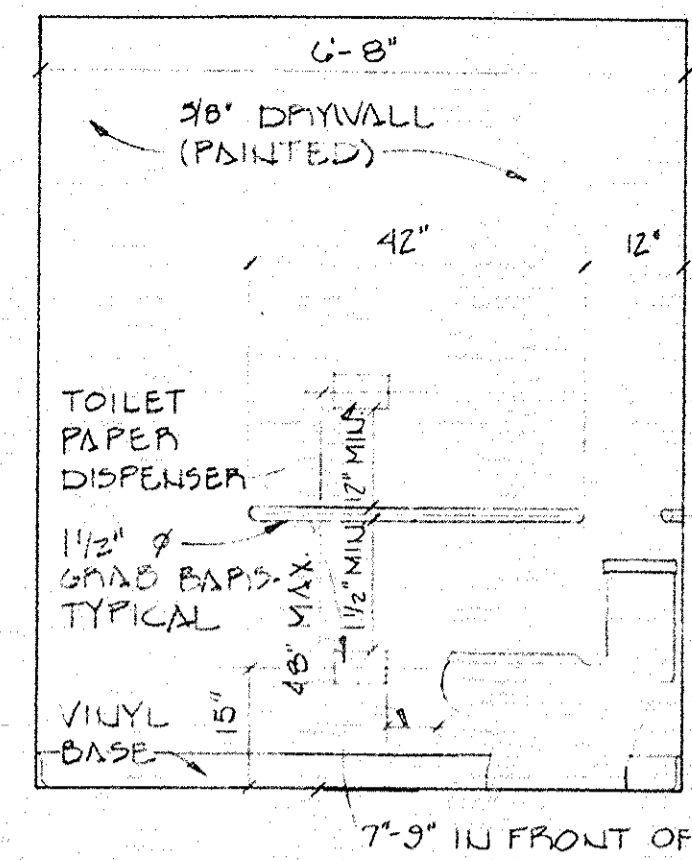 6'-8"
5/8" DRYWALL
(PAINTED)
42"
12"
TOILET
PAPER
DISPENSER
12" MIN.
1 1/2" Ø
GRAB BARS-
TYPICAL
48" MAX.
1 1/2" MIN
15"
VINYL
BASE
7"-9" IN FRONT OF